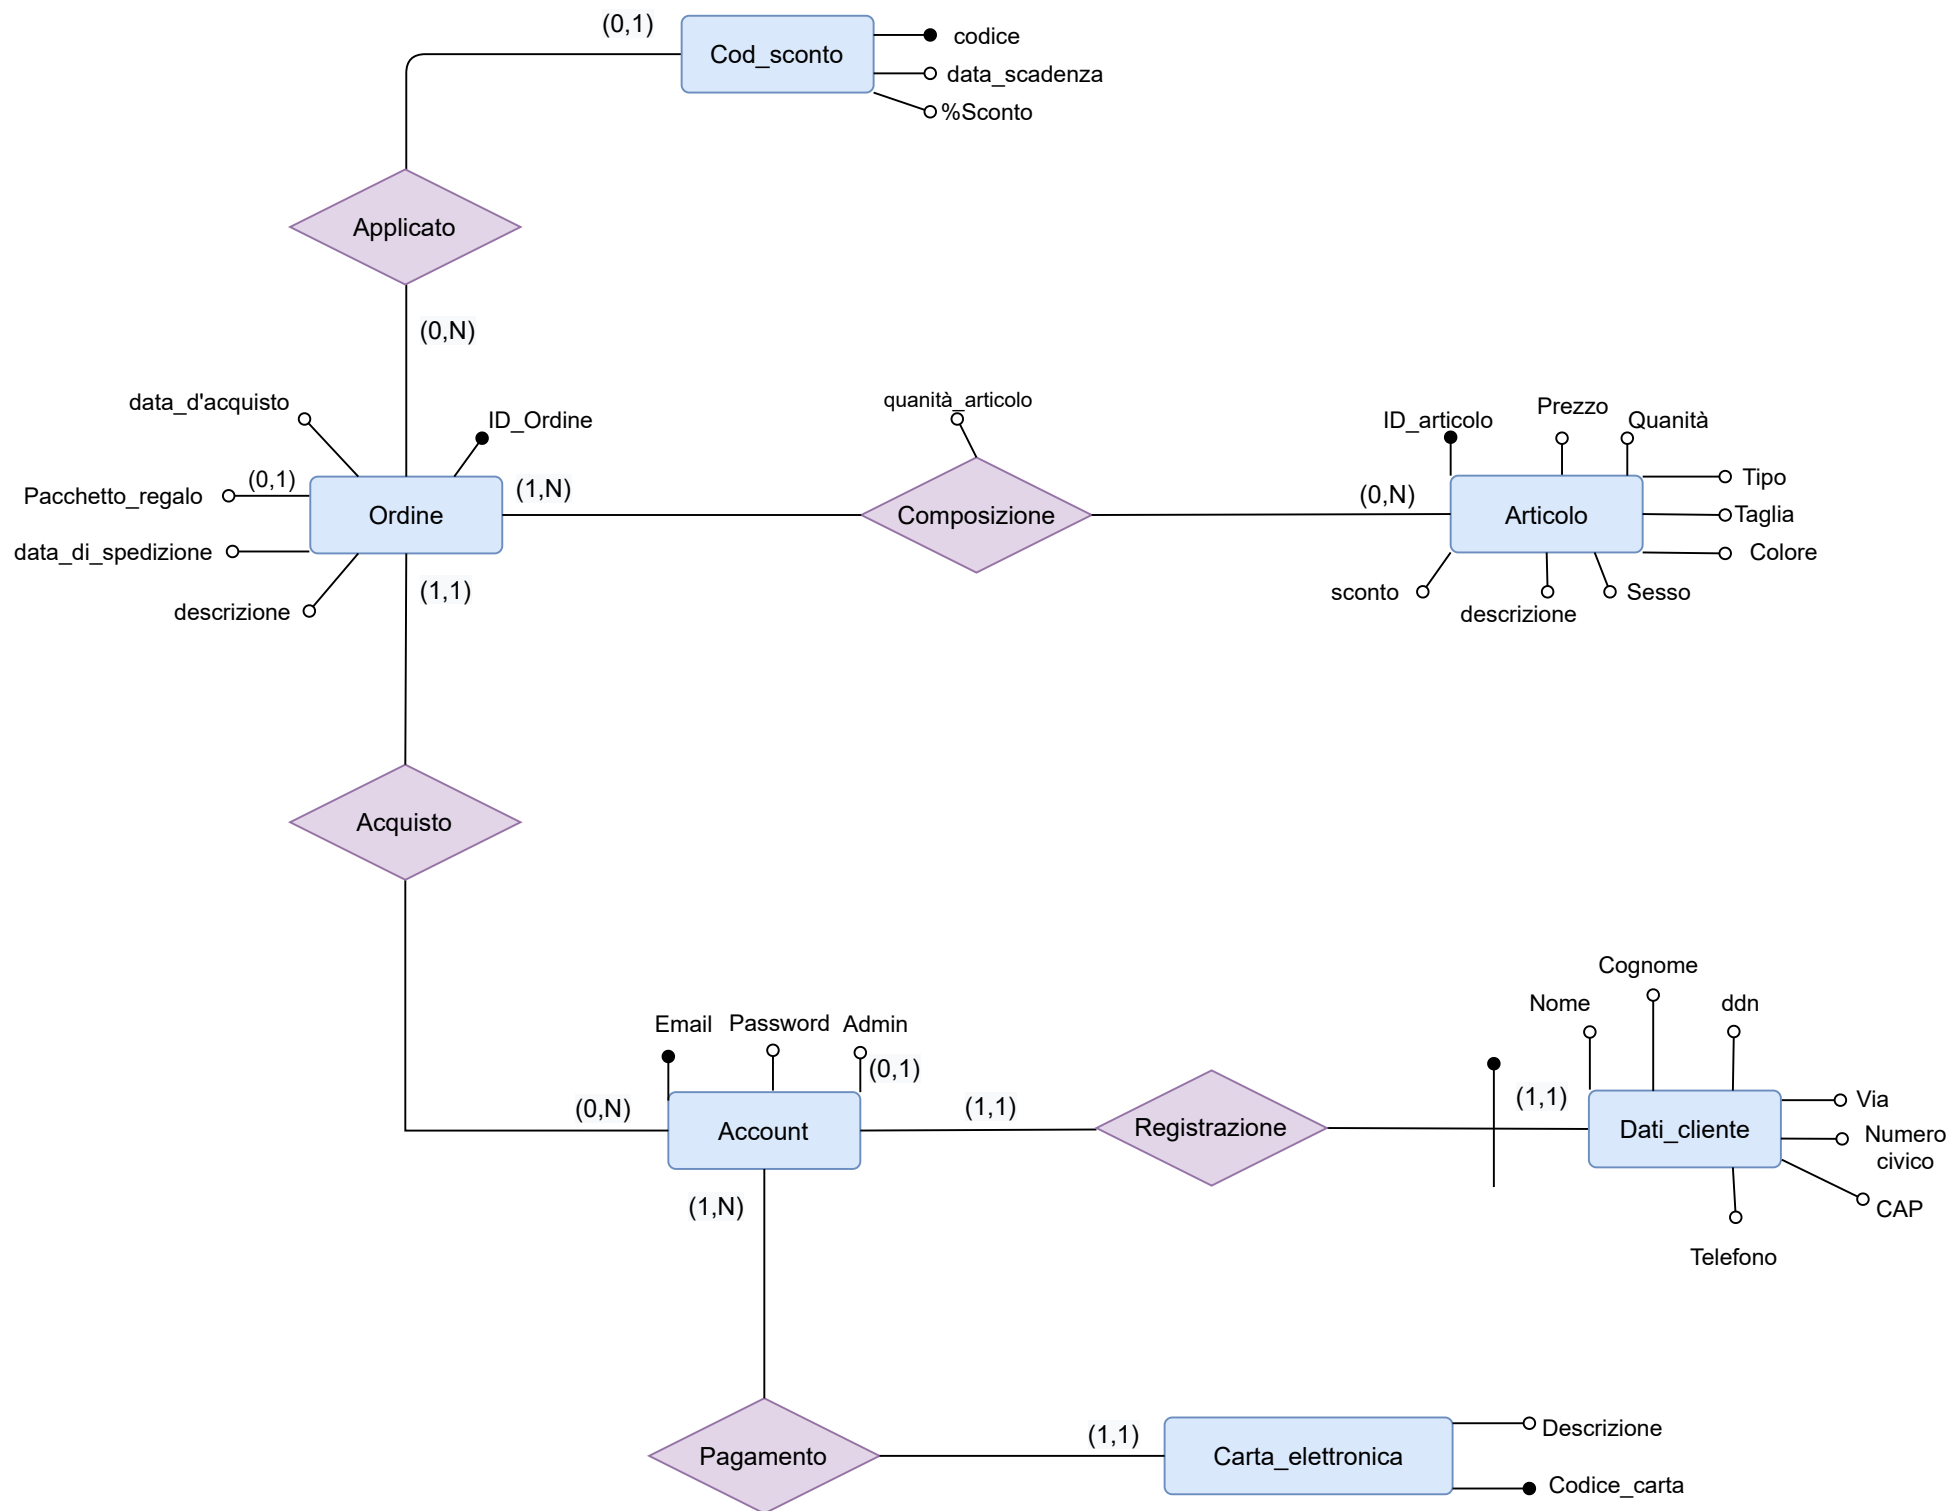 (0,1)
Cod_sconto
codice
data_scadenza
%Sconto
Applicato
(0,N)
data_d'acquisto
ID_Ordine
Pacchetto_regalo
(0,1)
Ordine
(1,N)
data_di_spedizione
descrizione
(1,1)
quanità_articolo
Composizione
(0,N)
ID_articolo
Prezzo
Quanità
Tipo
Articolo
Taglia
Colore
sconto
descrizione
Sesso
Acquisto
Email
Password
Admin
(0,1)
(0,N)
Account
(1,1)
Registrazione
(1,1)
Nome
Cognome
ddn
Dati_cliente
Via
Numero
civico
CAP
Telefono
(1,N)
Pagamento
(1,1)
Carta_elettronica
Descrizione
Codice_carta